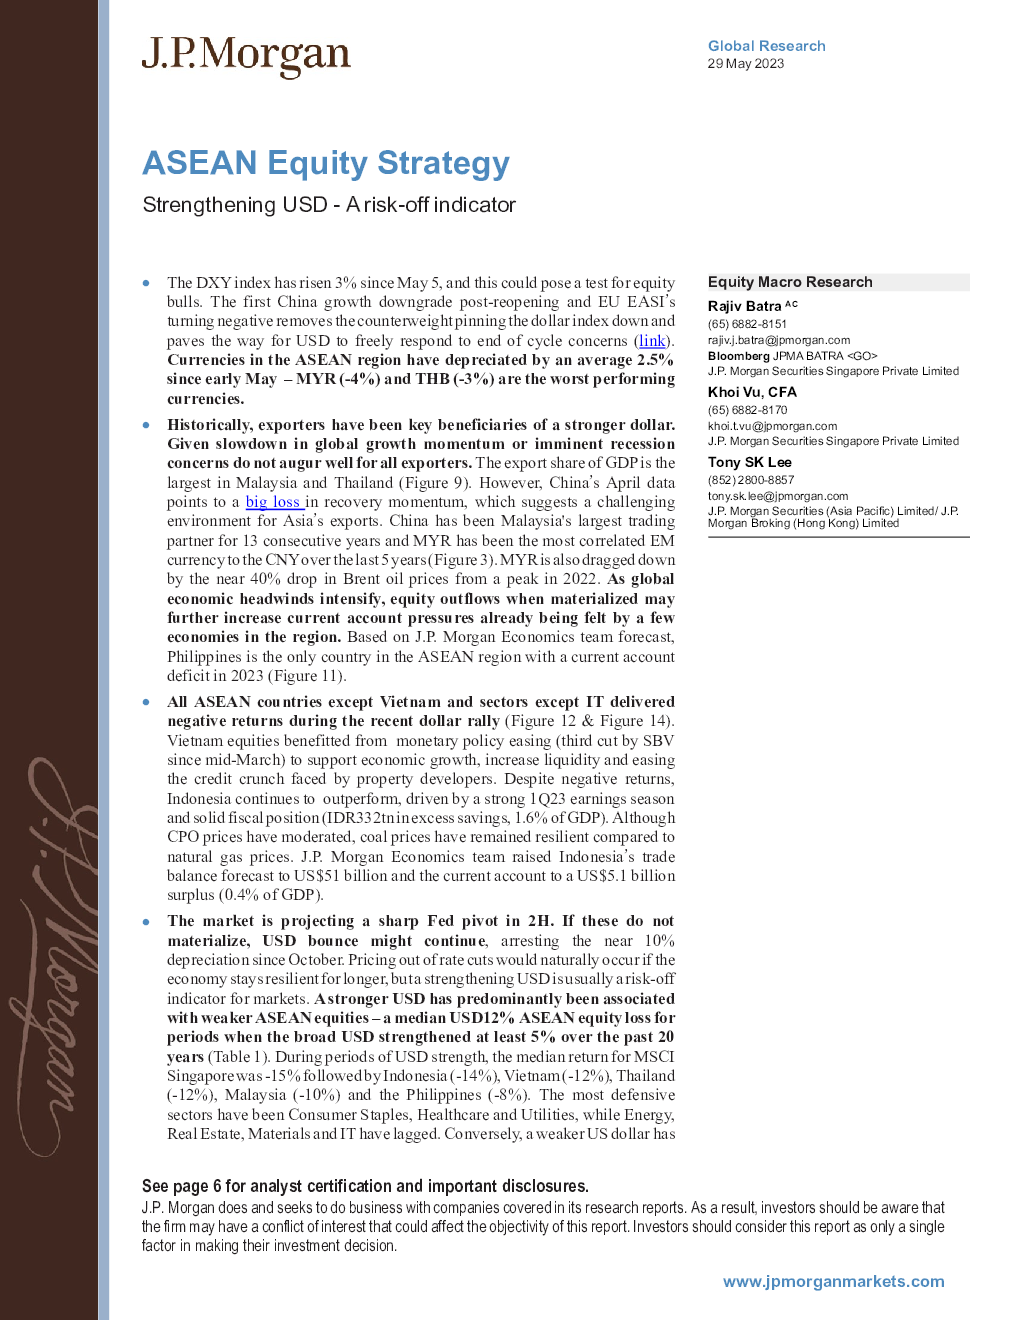 J.P.Morgan
Global Research
29 May 2023
ASEAN Equity Strategy
Strengthening USD - A risk-off indicator
• The DXY index has risen 3% since May 5, and this could pose a test for equity
bulls. The first China growth downgrade post-reopening and EU EASI's
turning negative removes the counterweight pinning the dollar index down and
paves the way for USD to freely respond to end of cycle concerns (link).
Currencies in the ASEAN region have depreciated by an average 2.5%
since early May – MYR (-4%) and THB (-3%) are the worst performing
currencies.
• Historically, exporters have been key beneficiaries of a stronger dollar.
Given slowdown in global growth momentum or imminent recession
concerns do not augur well for all exporters. The export share of GDP is the
largest in Malaysia and Thailand (Figure 9). However, China's April data
points to a big loss in recovery momentum, which suggests a challenging
environment for Asia's exports. China has been Malaysia's largest trading
partner for 13 consecutive years and MYR has been the most correlated EM
currency to the CNY over the last 5 years (Figure 3). MYR is also dragged down
by the near 40% drop in Brent oil prices from a peak in 2022. As global
economic headwinds intensify, equity outflows when materialized may
further increase current account pressures already being felt by a few
economies in the region. Based on J.P. Morgan Economics team forecast,
Philippines is the only country in the ASEAN region with a current account
deficit in 2023 (Figure 11).
• All ASEAN countries except Vietnam and sectors except IT delivered
negative returns during the recent dollar rally (Figure 12 & Figure 14).
Vietnam equities benefitted from monetary policy easing (third cut by SBV
since mid-March) to support economic growth, increase liquidity and easing
the credit crunch faced by property developers. Despite negative returns,
Indonesia continues to outperform, driven by a strong 1Q23 earnings season
and solid fiscal position (IDR332tn in excess savings, 1.6% of GDP). Although
CPO prices have moderated, coal prices have remained resilient compared to
natural gas prices. J.P. Morgan Economics team raised Indonesia's trade
balance forecast to US$51 billion and the current account to a US$5.1 billion
surplus (0.4% of GDP).
• The market is projecting a sharp Fed pivot in 2H. If these do not
materialize, USD bounce might continue, arresting the near 10%
depreciation since October. Pricing out of rate cuts would naturally occur if the
economy stays resilient for longer, but a strengthening USD is usually a risk-off
indicator for markets. A stronger USD has predominantly been associated
with weaker ASEAN equities – a median USD12% ASEAN equity loss for
periods when the broad USD strengthened at least 5% over the past 20
years (Table 1). During periods of USD strength, the median return for MSCI
Singapore was -15% followed by Indonesia (-14%), Vietnam (-12%), Thailand
(-12%), Malaysia (-10%) and the Philippines (-8%). The most defensive
sectors have been Consumer Staples, Healthcare and Utilities, while Energy,
Real Estate, Materials and IT have lagged. Conversely, a weaker US dollar has
Equity Macro Research
Rajiv Batra AC
(65) 6882-8151
rajiv.j.batra@jpmorgan.com
Bloomberg JPMA BATRA <GO>
J.P. Morgan Securities Singapore Private Limited
Khoi Vu, CFA
(65) 6882-8170
khoi.t.vu@jpmorgan.com
J.P. Morgan Securities Singapore Private Limited
Tony SK Lee
(852) 2800-8857
tony.sk.lee@jpmorgan.com
J.P. Morgan Securities (Asia Pacific) Limited/ J.P.
Morgan Broking (Hong Kong) Limited
J.P. Morgan
See page 6 for analyst certification and important disclosures.
J.P. Morgan does and seeks to do business with companies covered in its research reports. As a result, investors should be aware that
the firm may have a conflict of interest that could affect the objectivity of this report. Investors should consider this report as only a single
factor in making their investment decision.
www.jpmorganmarkets.com